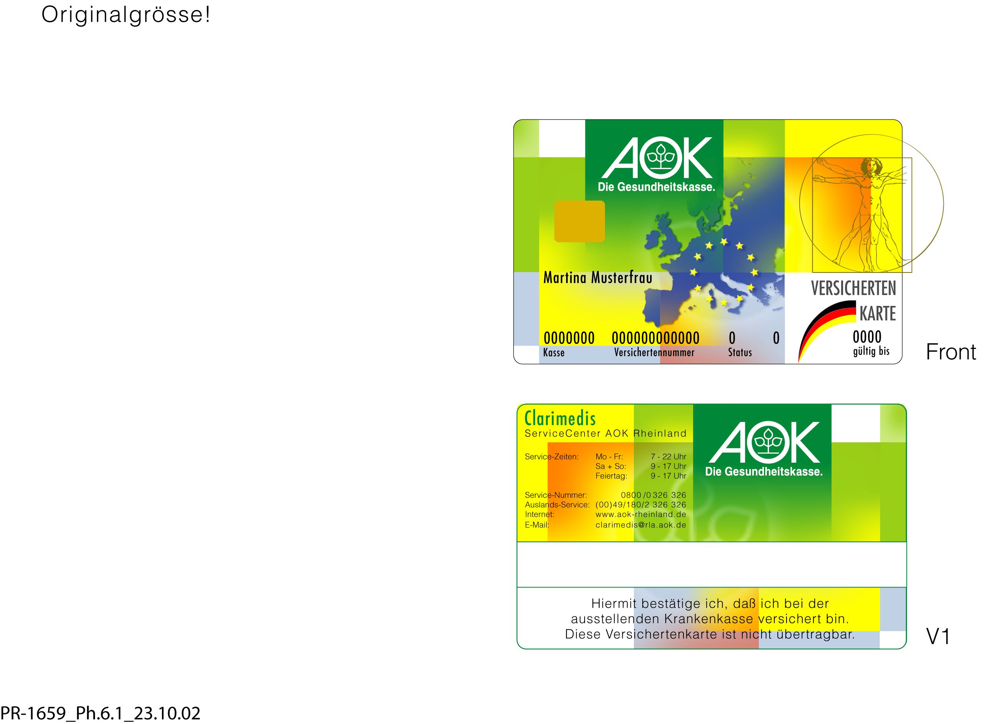 Originalgrösse!
AOK
Die Gesundheitskasse.
Martina Musterfrau
VERSICHERTEN
KARTE
0000000 000000000000 0 0 0000
Kasse Versichertennummer Status gültig bis
Front
Clarimedis
ServiceCenter AOK Rheinland
AOK
Die Gesundheitskasse.
Service-Zeiten: Mo - Fr: 7 - 22 Uhr
Sa + So: 9 - 17 Uhr
Feiertag: 9 - 17 Uhr
Service-Nummer: 0800 /0 326 326
Auslands-Service: (00)49/180/2 326 326
Internet: www.aok-rheinland.de
E-Mail: clarimedis@rla.aok.de
Hiermit bestätige ich, daß ich bei der
ausstellenden Krankenkasse versichert bin.
Diese Versichertenkarte ist nicht übertragbar.
V1
PR-1659_Ph.6.1_23.10.02